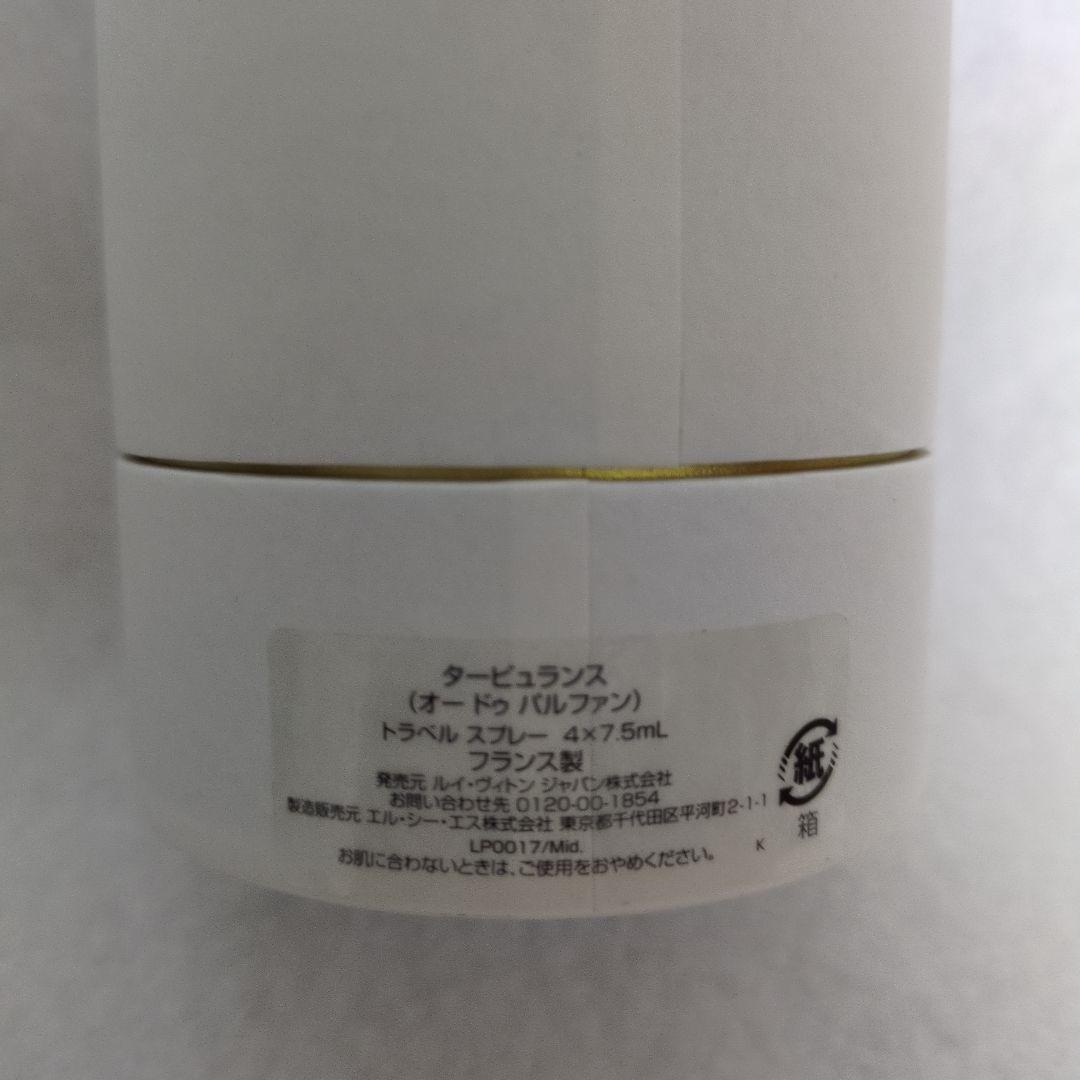 タービュランス
（オー ドゥ パルファン）
トラベル スプレー 4×7.5mL
フランス製
発売元 ルイ・ヴィトン ジャパン株式会社
お問い合わせ先 0120-00-1854
製造販売元 エル・シー・エス株式会社 東京都千代田区平河町2-1-1
LP0017/Mid.
お肌に合わないときは、ご使用をおやめください。
K
紙
箱